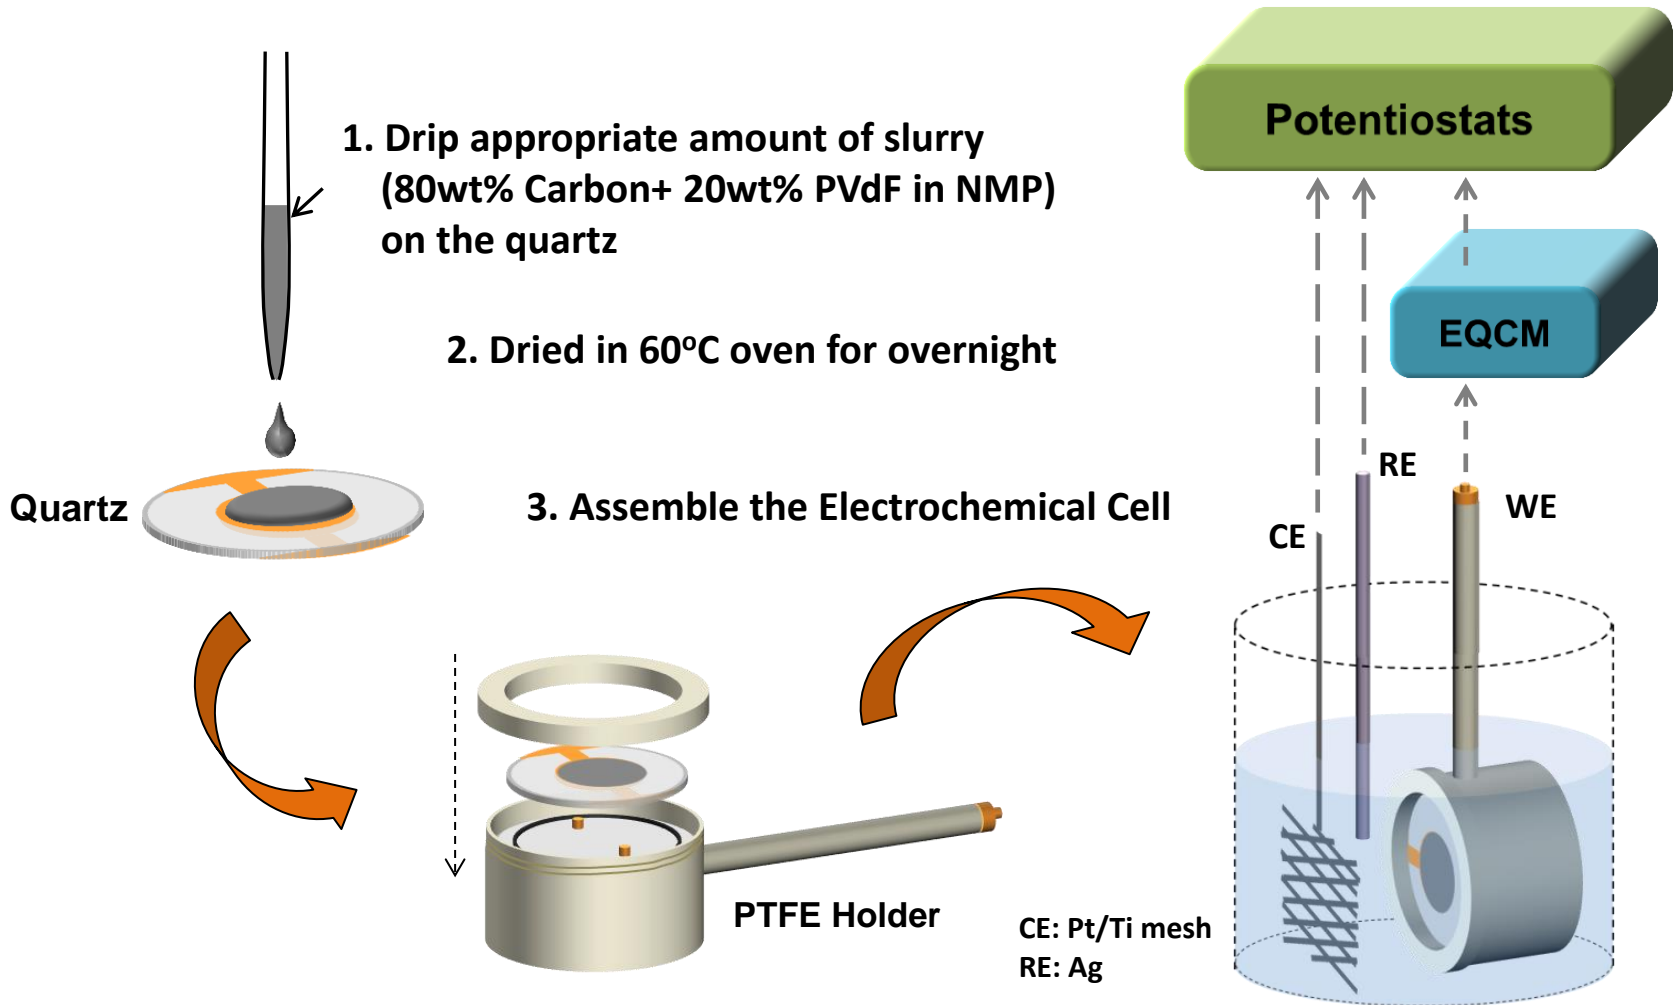 1. Drip appropriate amount of slurry
(80wt% Carbon+ 20wt% PVdF in NMP)
on the quartz
2. Dried in 60°C oven for overnight
Quartz
3. Assemble the Electrochemical Cell
PTFE Holder
Potentiostats
EQCM
RE
WE
CE
CE: Pt/Ti mesh
RE: Ag